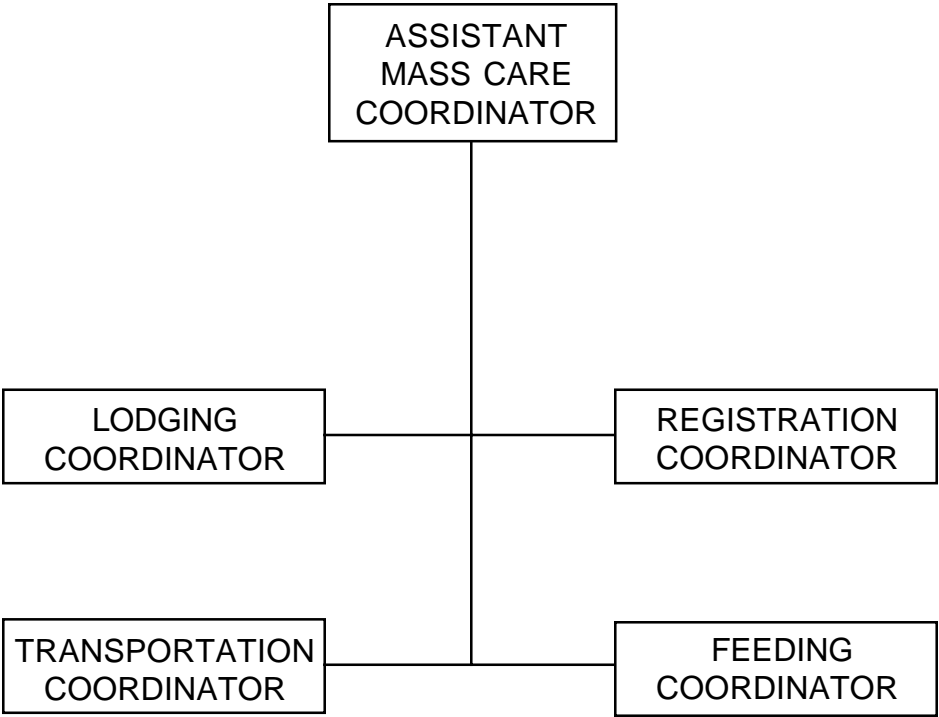 ASSISTANT
MASS CARE
COORDINATOR
LODGING
COORDINATOR
REGISTRATION
COORDINATOR
TRANSPORTATION
COORDINATOR
FEEDING
COORDINATOR